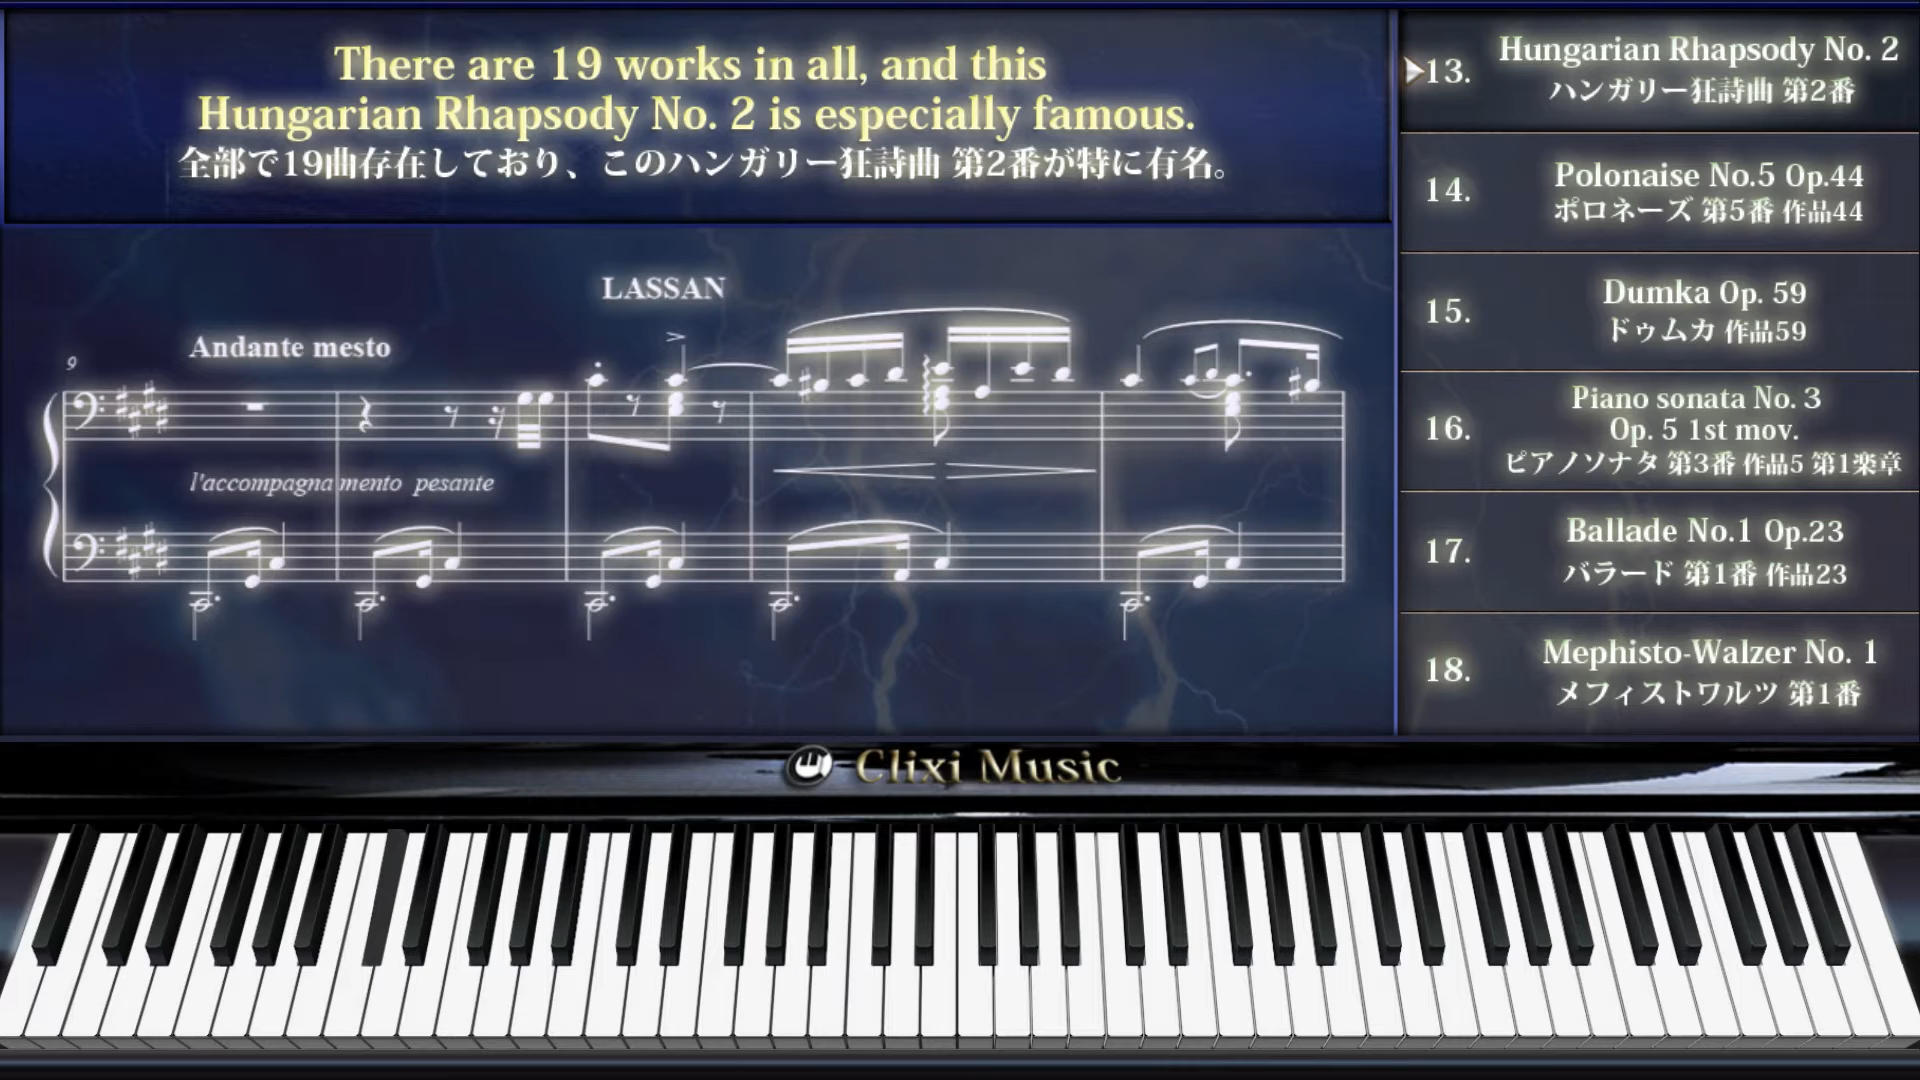 There are 19 works in all, and this
Hungarian Rhapsody No. 2 is especially famous.
全部で19曲存在しており、このハンガリー狂詩曲 第2番が特に有名。
LASSAN
Andante mesto
9
l'accompagnamento pesante
13.
Hungarian Rhapsody No. 2
ハンガリー狂詩曲 第2番
14.
Polonaise No.5 Op.44
ポロネーズ 第5番 作品44
15.
Dumka Op. 59
ドゥムカ 作品59
16.
Piano sonata No. 3
Op. 5 1st mov.
ピアノソナタ 第3番 作品5 第1楽章
17.
Ballade No.1 Op.23
バラード 第1番 作品23
18.
Mephisto-Walzer No. 1
メフィストワルツ 第1番
Clixi Music